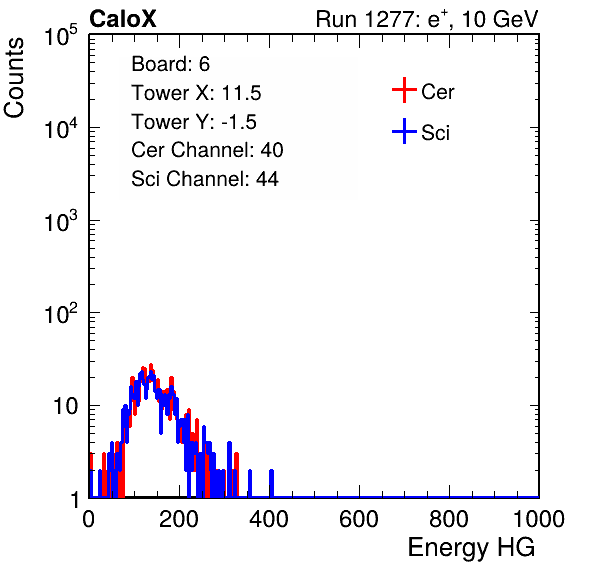 CaloX Run 1277: e⁺, 10 GeV
Counts
10⁵
10⁴
10³
10²
10
1
Board: 6
Tower X: 11.5
Tower Y: -1.5
Cer Channel: 40
Sci Channel: 44
Cer
Sci
0 200 400 600 800 1000
Energy HG